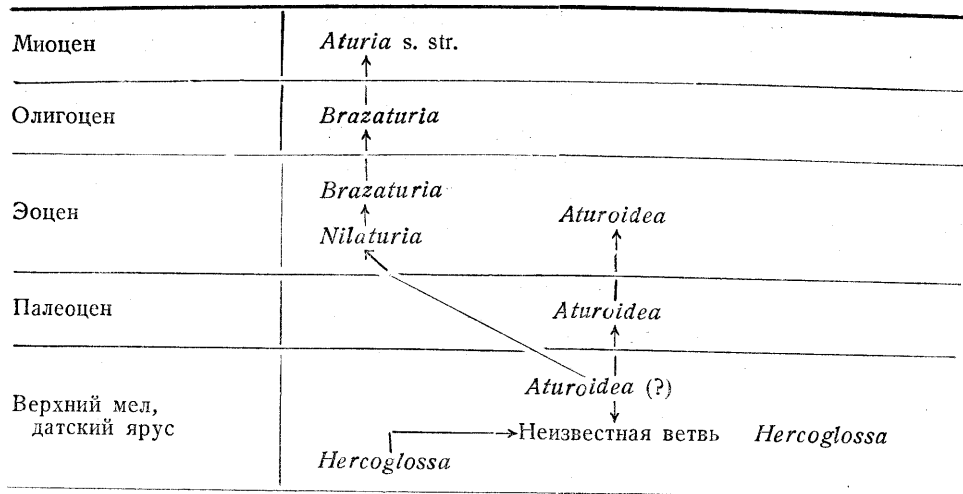 Миоцен Aturia s. str.
Олигоцен Brazaturia
Brazaturia
Эоцен Aturoidea
Nilaturia
Палеоцен Aturoidea
Aturoidea (?)
Верхний мел,
датский ярус Неизвестная ветвь Hercoglossa
Hercoglossa